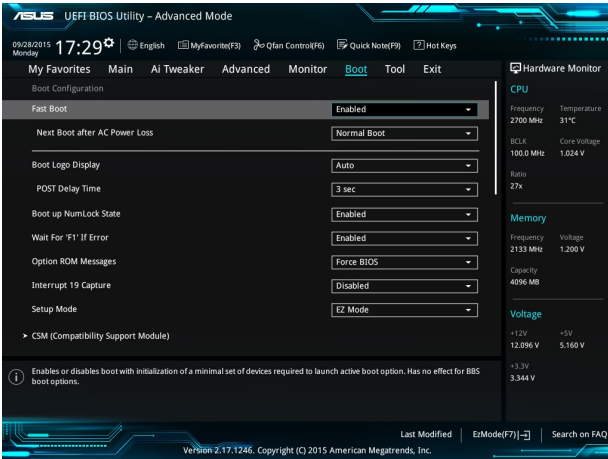 ASUS UEFI BIOS Utility – Advanced Mode
09/28/2015 Monday 17:29 English MyFavorite(F3) Qfan Control(F6) Quick Note(F9) ? Hot Keys
My Favorites Main Ai Tweaker Advanced Monitor Boot Tool Exit
Boot Configuration
Fast Boot Enabled
Next Boot after AC Power Loss Normal Boot
Boot Logo Display Auto
POST Delay Time 3 sec
Boot up NumLock State Enabled
Wait For 'F1' If Error Enabled
Option ROM Messages Force BIOS
Interrupt 19 Capture Disabled
Setup Mode EZ Mode
CSM (Compatibility Support Module)
Enables or disables boot with initialization of a minimal set of devices required to launch active boot option. Has no effect for BBS
boot options.
Hardware Monitor
CPU
Frequency Temperature
2700 MHz 31°C
BCLK Core Voltage
100.0 MHz 1.024 V
Ratio
27x
Memory
Frequency Voltage
2133 MHz 1.200 V
Capacity
4096 MB
Voltage
+12V +5V
12.096 V 5.160 V
+3.3V
3.344 V
Last Modified EzMode(F7) Search on FAQ
Version 2.17.1246. Copyright (C) 2015 American Megatrends, Inc.